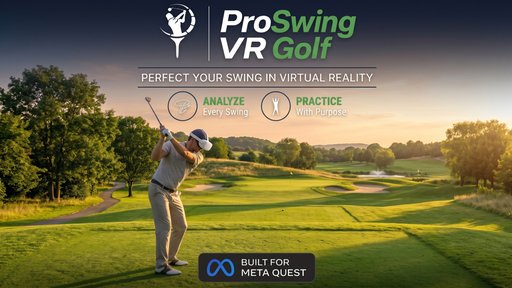 ProSwing
VR Golf
PERFECT YOUR SWING IN VIRTUAL REALITY
ANALYZE
Every Swing
PRACTICE
With Purpose
BUILT FOR
META QUEST